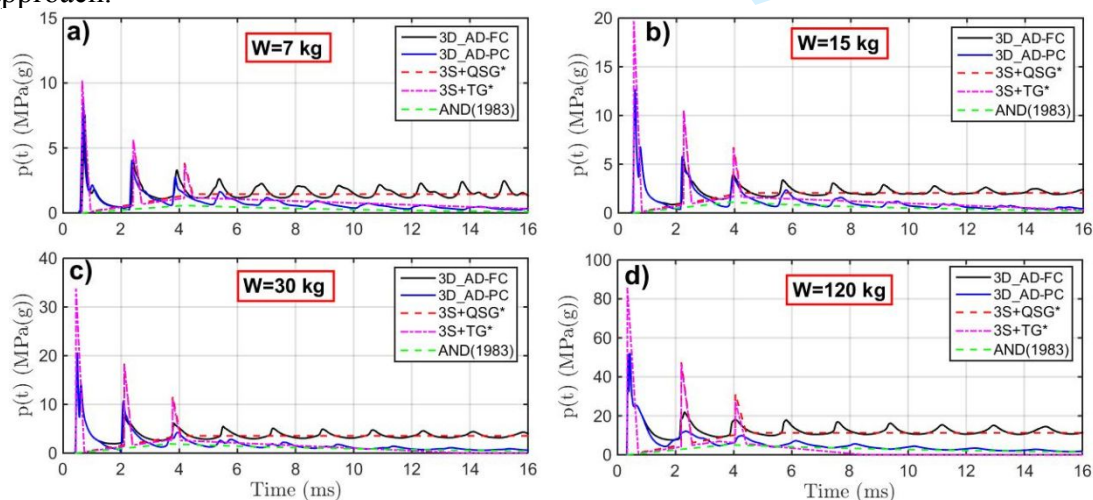 approach.
a)
W=7 kg
3D_AD-FC
3D_AD-PC
3S+QSG*
3S+TG*
AND(1983)
p(t) (MPa(g))
15
10
5
0
0 2 4 6 8 10 12 14 16
b)
W=15 kg
3D_AD-FC
3D_AD-PC
3S+QSG*
3S+TG*
AND(1983)
p(t) (MPa(g))
20
15
10
5
0
0 2 4 6 8 10 12 14 16
c)
W=30 kg
3D_AD-FC
3D_AD-PC
3S+QSG*
3S+TG*
AND(1983)
p(t) (MPa(g))
40
30
20
10
0
0 2 4 6 8 10 12 14 16
Time (ms)
d)
W=120 kg
3D_AD-FC
3D_AD-PC
3S+QSG*
3S+TG*
AND(1983)
p(t) (MPa(g))
100
80
60
40
20
0
0 2 4 6 8 10 12 14 16
Time (ms)